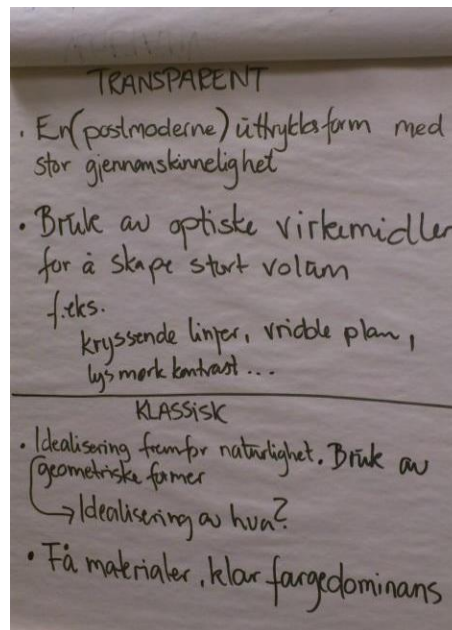 TRANSPARENT
• En (postmoderne) uttrykksform med
stor gjennomskinnelighet
• Bruk av optiske virkemidler
for å skape stort volum
f.eks.
kryssende linjer, vridde plan,
lys mørk kontrast...
KLASSISK
• Idealisering fremfor naturlighet. Bruk av
geometriske former
→ Idealisering av hva?
• Få materialer, klar fargedominans